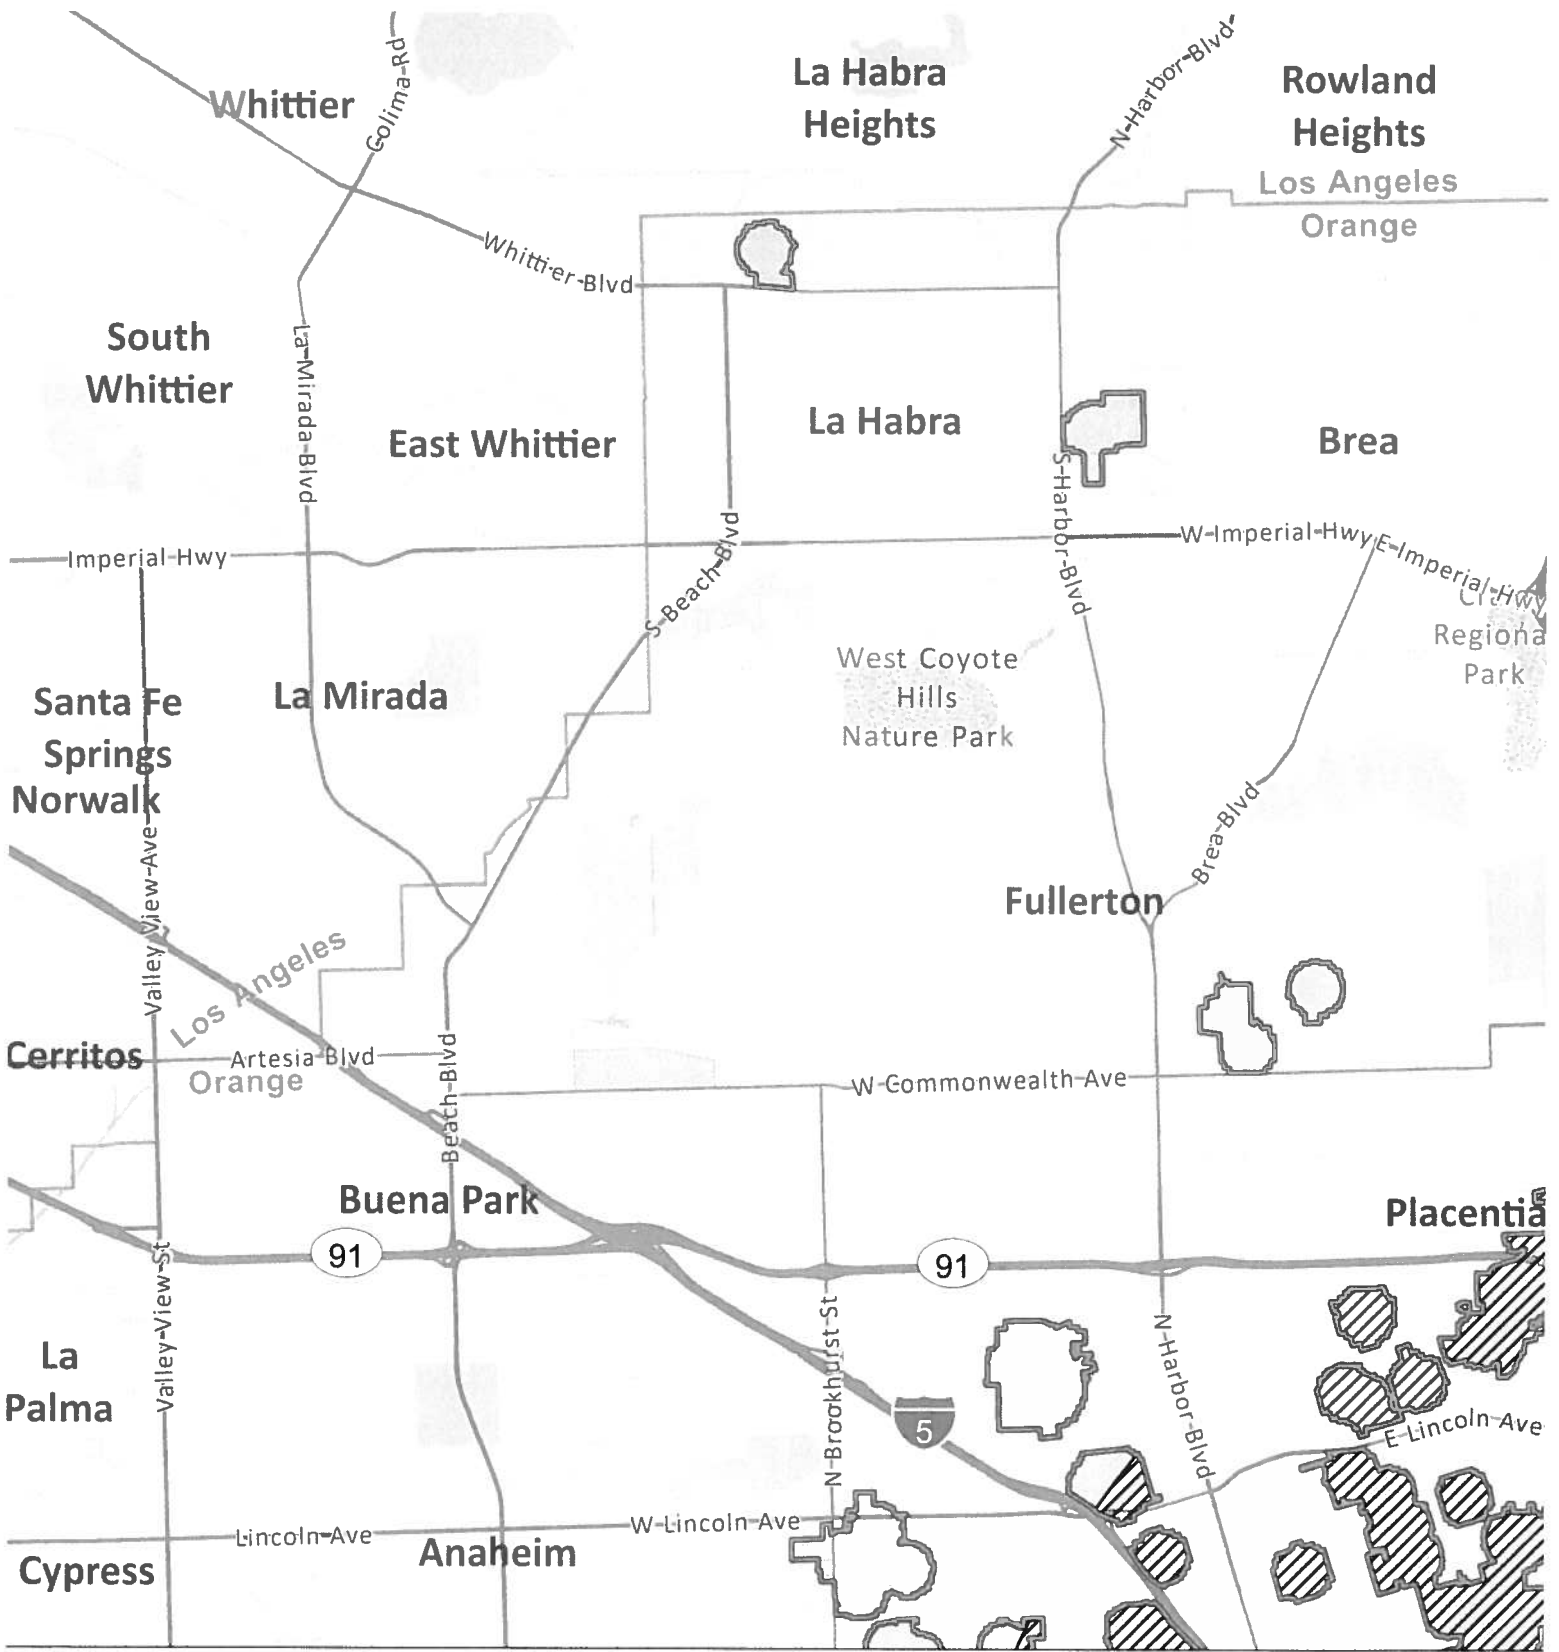 Whittier
Colima Rd
La Habra
Heights
N Harbor Blvd
Rowland
Heights
Los Angeles
Orange
Whittier Blvd
South
Whittier
La Mirada Blvd
East Whittier
La Habra
Brea
S Harbor Blvd
Imperial Hwy
S Beach Blvd
W Imperial Hwy
E Imperial Hwy
Regiona
Park
West Coyote
Hills
Nature Park
Santa Fe
Springs
Norwalk
La Mirada
Valley View Ave
Brea Blvd
Fullerton
Los Angeles
Orange
Cerritos
Artesia Blvd
Beach Blvd
W Commonwealth Ave
Buena Park
Placentia
91
91
Valley View St
N Brookhurst St
N Harbor Blvd
La
Palma
5
E Lincoln Ave
Lincoln Ave
W Lincoln Ave
Anaheim
Cypress